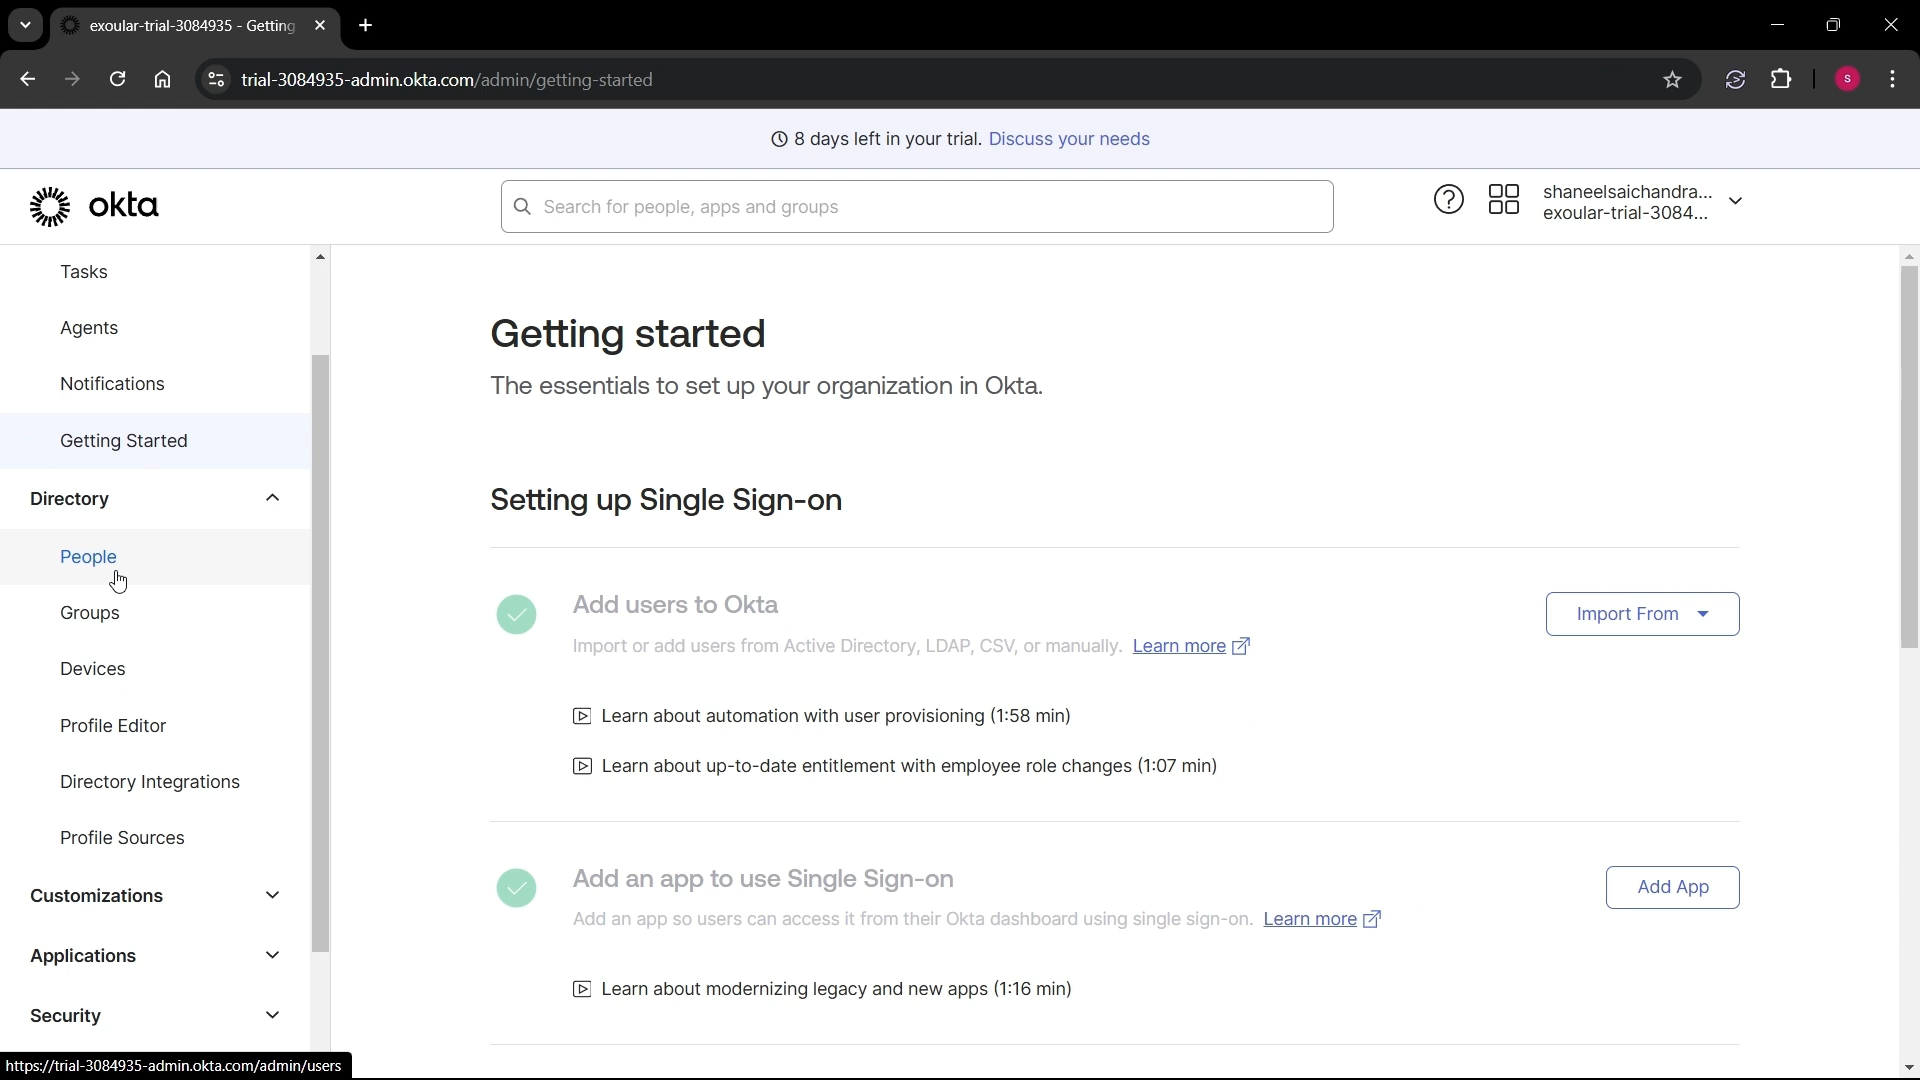 exoular-trial-3084935 - Getting
trial-3084935-admin.okta.com/admin/getting-started
S
8 days left in your trial. Discuss your needs
okta
Search for people, apps and groups
shaneelsaichandra...
exoular-trial-3084...
Tasks
Agents
Notifications
Getting Started
Directory
People
Groups
Devices
Profile Editor
Directory Integrations
Profile Sources
Customizations
Applications
Security
https://trial-3084935-admin.okta.com/admin/users
Getting started
The essentials to set up your organization in Okta.
Setting up Single Sign-on
Add users to Okta
Import From
Import or add users from Active Directory, LDAP, CSV, or manually. Learn more
Learn about automation with user provisioning (1:58 min)
Learn about up-to-date entitlement with employee role changes (1:07 min)
Add an app to use Single Sign-on
Add App
Add an app so users can access it from their Okta dashboard using single sign-on. Learn more
Learn about modernizing legacy and new apps (1:16 min)